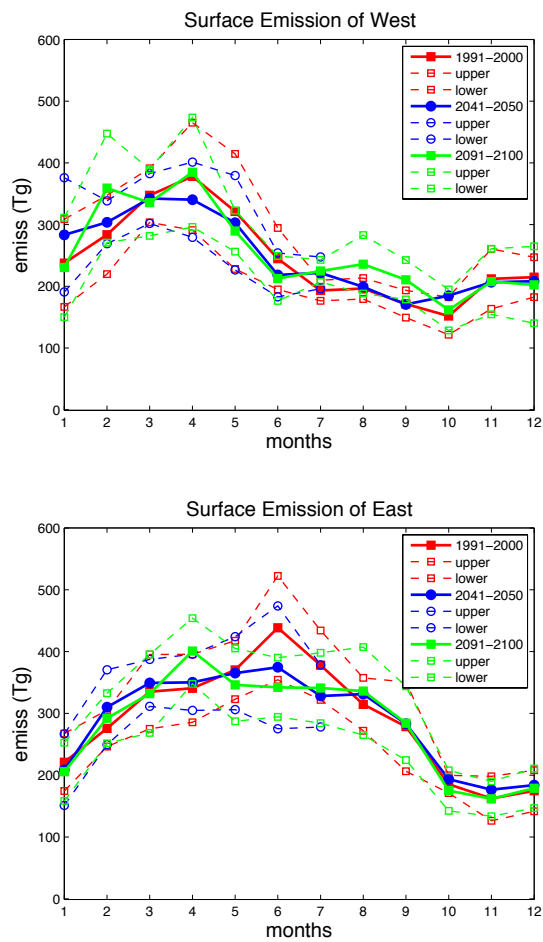 Surface Emission of West
600
500
400
300
200
100
0
emiss (Tg)
1991−2000
upper
lower
2041−2050
upper
lower
2091−2100
upper
lower
1 2 3 4 5 6 7 8 9 10 11 12
months
Surface Emission of East
600
500
400
300
200
100
0
emiss (Tg)
1991−2000
upper
lower
2041−2050
upper
lower
2091−2100
upper
lower
1 2 3 4 5 6 7 8 9 10 11 12
months